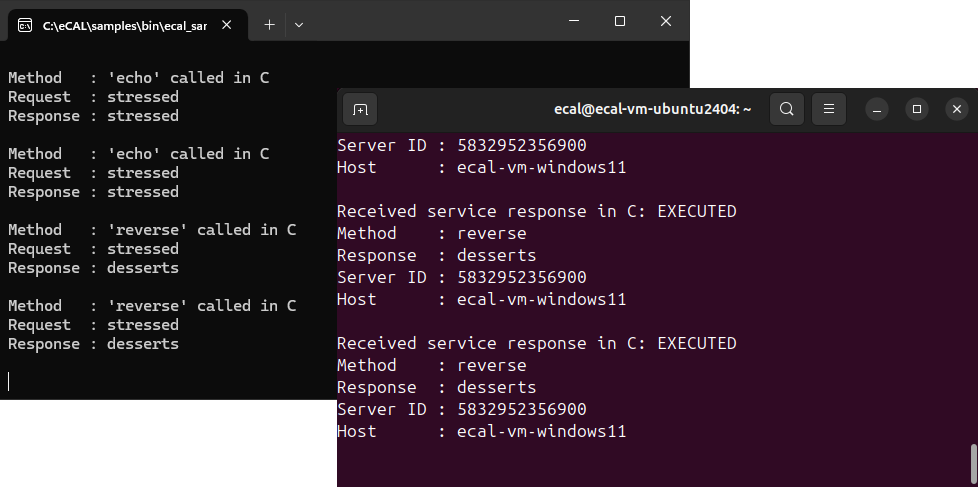 C:\eCAL\samples\bin\ecal_sar
Method   : 'echo' called in C
Request  : stressed
Response : stressed
Method   : 'echo' called in C
Request  : stressed
Response : stressed
Method   : 'reverse' called in C
Request  : stressed
Response : desserts
Method   : 'reverse' called in C
Request  : stressed
Response : desserts
ecal@ecal-vm-ubuntu2404: ~
Server ID : 5832952356900
Host      : ecal-vm-windows11
Received service response in C: EXECUTED
Method    : reverse
Response  : desserts
Server ID : 5832952356900
Host      : ecal-vm-windows11
Received service response in C: EXECUTED
Method    : reverse
Response  : desserts
Server ID : 5832952356900
Host      : ecal-vm-windows11